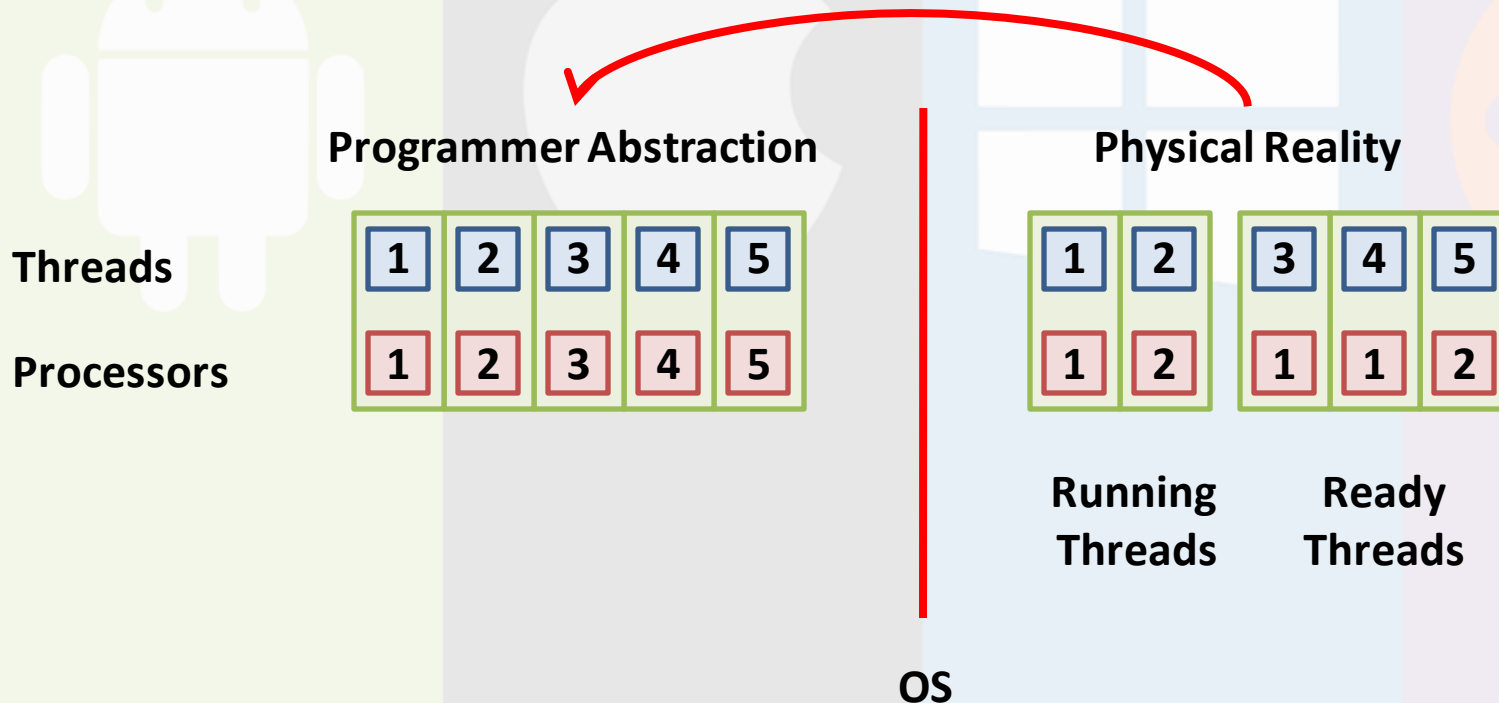 Programmer Abstraction Physical Reality
Threads 1 2 3 4 5 1 2 3 4 5
Processors 1 2 3 4 5 1 2 1 1 2
Running Ready
Threads Threads
OS